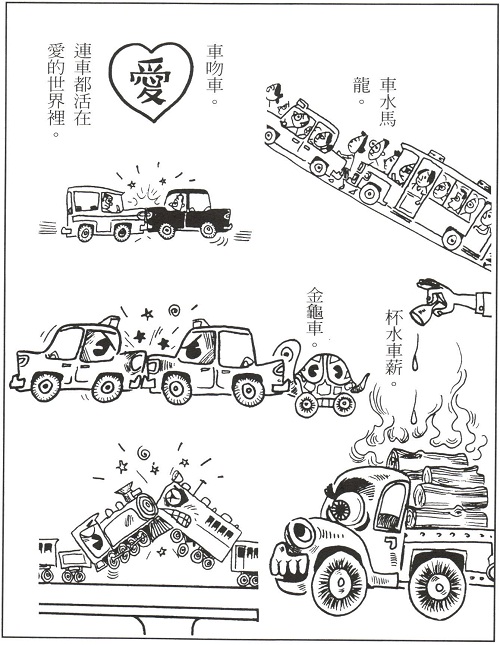 車水馬
龍。
車吻車。
愛
連車都活在
愛的世界裡。
金龜車。
杯水車薪。